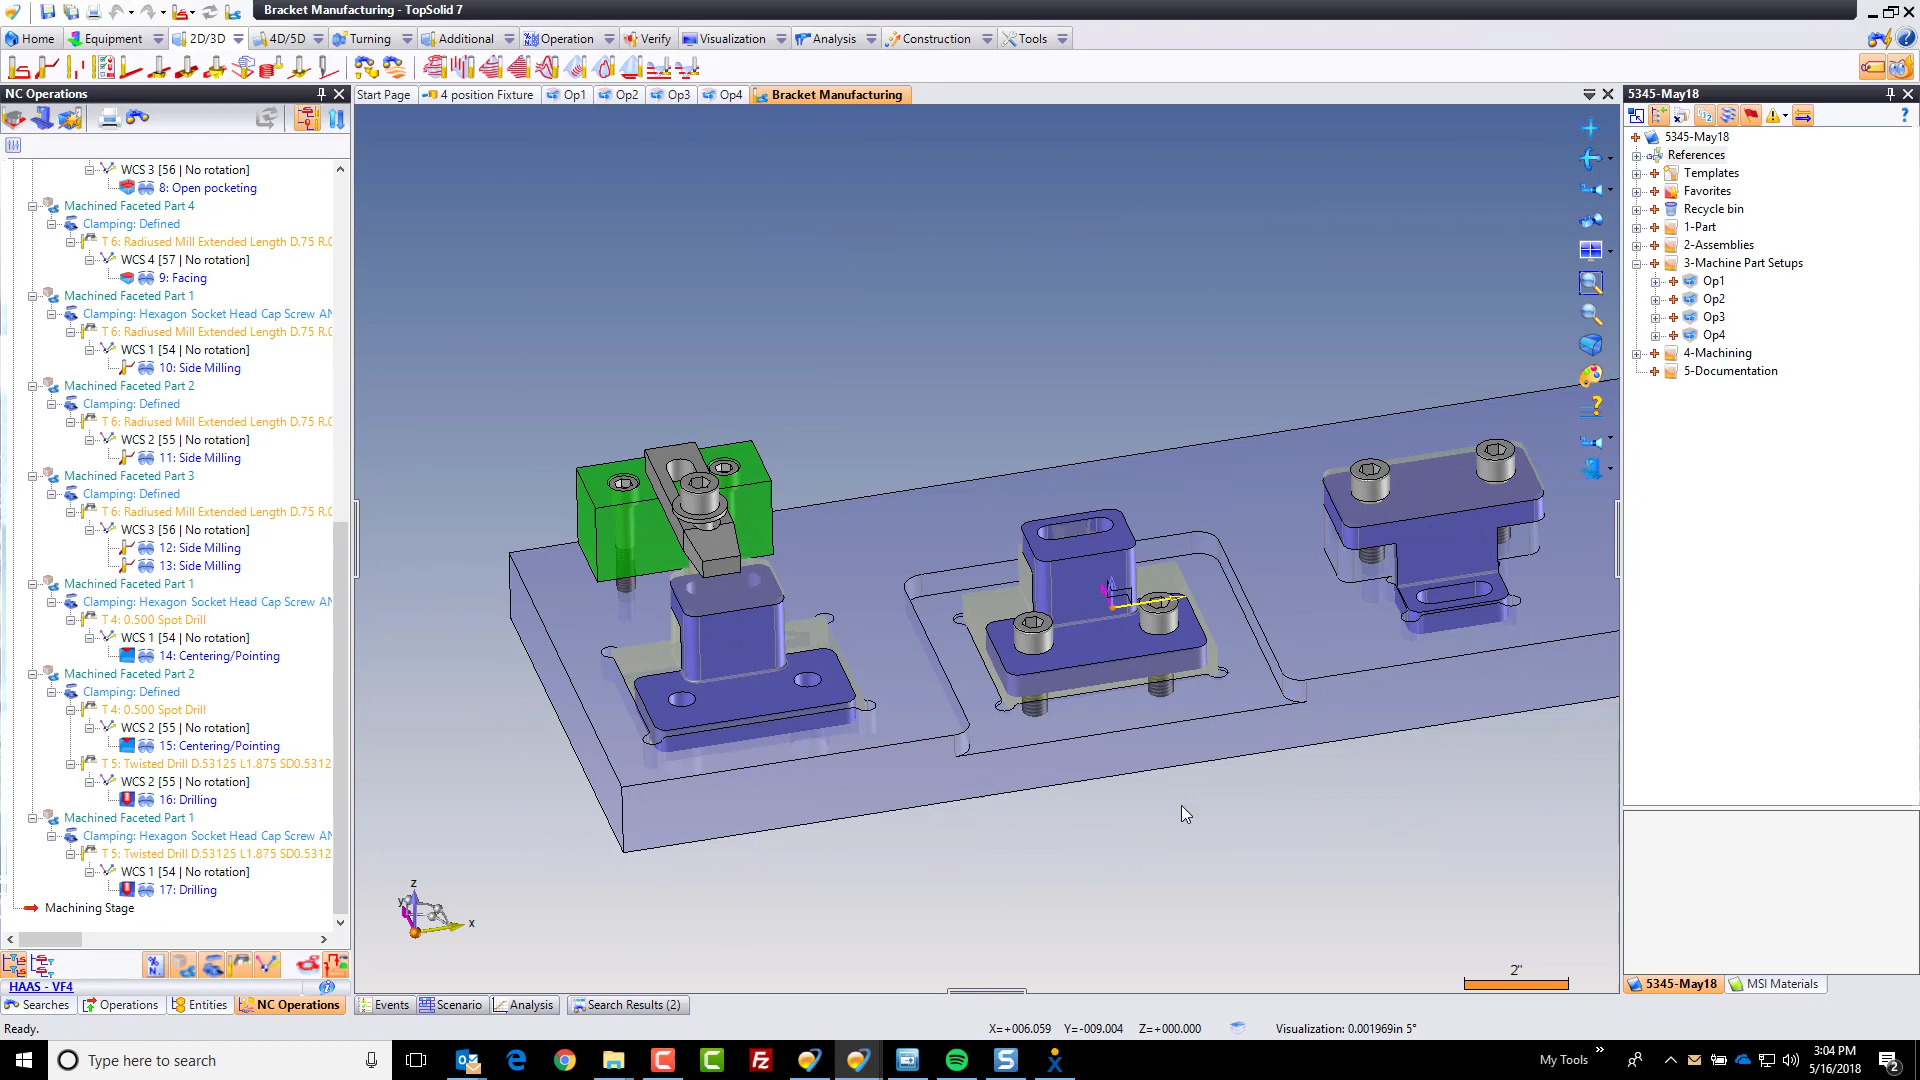 Bracket Manufacturing - TopSolid 7
Home Equipment 2D/3D 4D/5D Turning Additional Operation Verify Visualization Analysis Construction Tools
NC Operations
Start Page 4 position Fixture Op1 Op2 Op3 Op4 Bracket Manufacturing
5345-May18
WCS 3 [56 | No rotation]
8: Open pocketing
Machined Faceted Part 4
Clamping: Defined
T 6: Radiused Mill Extended Length D.75 R.0
WCS 4 [57 | No rotation]
9: Facing
Machined Faceted Part 1
Clamping: Hexagon Socket Head Cap Screw AN
T 6: Radiused Mill Extended Length D.75 R.0
WCS 1 [54 | No rotation]
10: Side Milling
Machined Faceted Part 2
Clamping: Defined
T 6: Radiused Mill Extended Length D.75 R.0
WCS 2 [55 | No rotation]
11: Side Milling
Machined Faceted Part 3
Clamping: Defined
T 6: Radiused Mill Extended Length D.75 R.0
WCS 3 [56 | No rotation]
12: Side Milling
13: Side Milling
Machined Faceted Part 1
Clamping: Hexagon Socket Head Cap Screw AN
T 4: 0.500 Spot Drill
WCS 1 [54 | No rotation]
14: Centering/Pointing
Machined Faceted Part 2
Clamping: Defined
T 4: 0.500 Spot Drill
WCS 2 [55 | No rotation]
15: Centering/Pointing
T 5: Twisted Drill D.53125 L1.875 SD0.5312
WCS 2 [55 | No rotation]
16: Drilling
Machined Faceted Part 1
Clamping: Hexagon Socket Head Cap Screw AN
T 5: Twisted Drill D.53125 L1.875 SD0.5312
WCS 1 [54 | No rotation]
17: Drilling
Machining Stage
HAAS - VF4
Searches Operations Entities NC Operations
z
y
x
2"
Events Scenario Analysis Search Results (2)
5345-May18
References
Templates
Favorites
Recycle bin
1-Part
2-Assemblies
3-Machine Part Setups
Op1
Op2
Op3
Op4
4-Machining
5-Documentation
5345-May18 MSI Materials
Ready.
X=+006.059 Y=-009.004 Z=+000.000 Visualization: 0.001969in 5°
Type here to search
My Tools
3:04 PM
5/16/2018
2